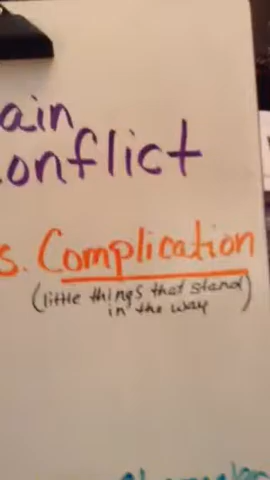 ain
onflict
s. Complication
(little things that stand)
in the way